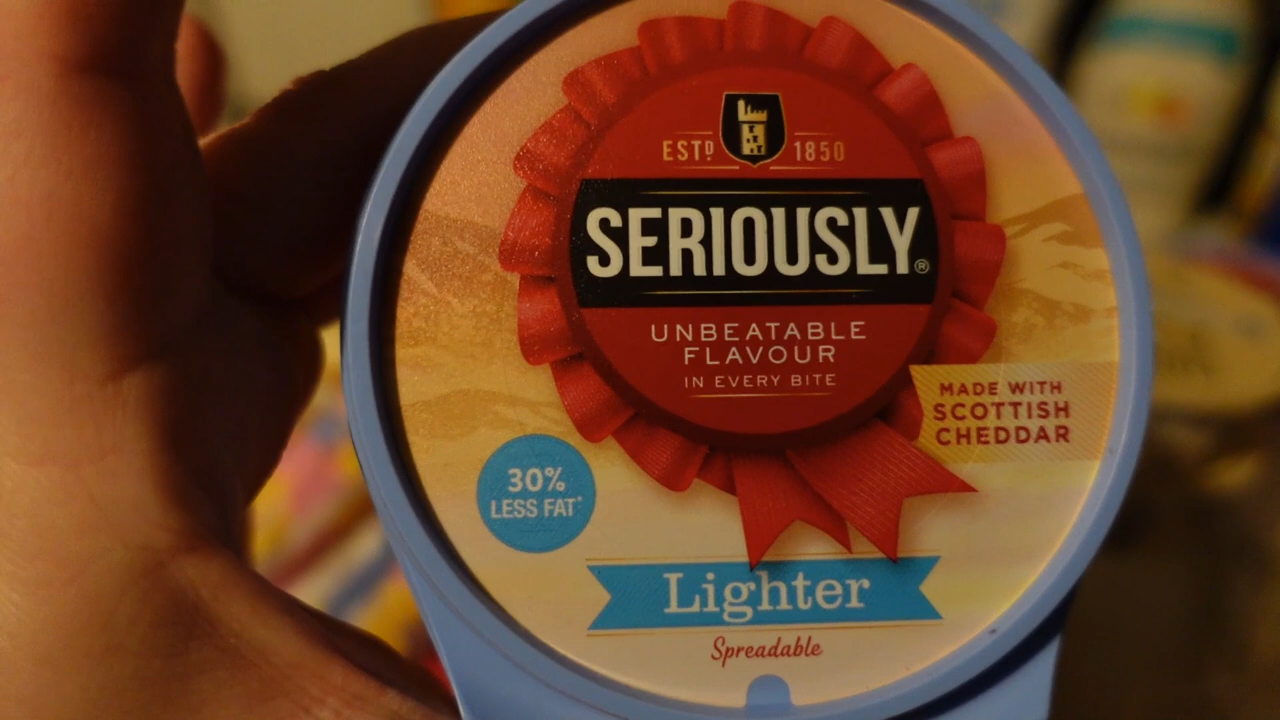 ESTD 1850
SERIOUSLY®
UNBEATABLE
FLAVOUR
IN EVERY BITE
MADE WITH
SCOTTISH
CHEDDAR
30%
LESS FAT*
Lighter
Spreadable